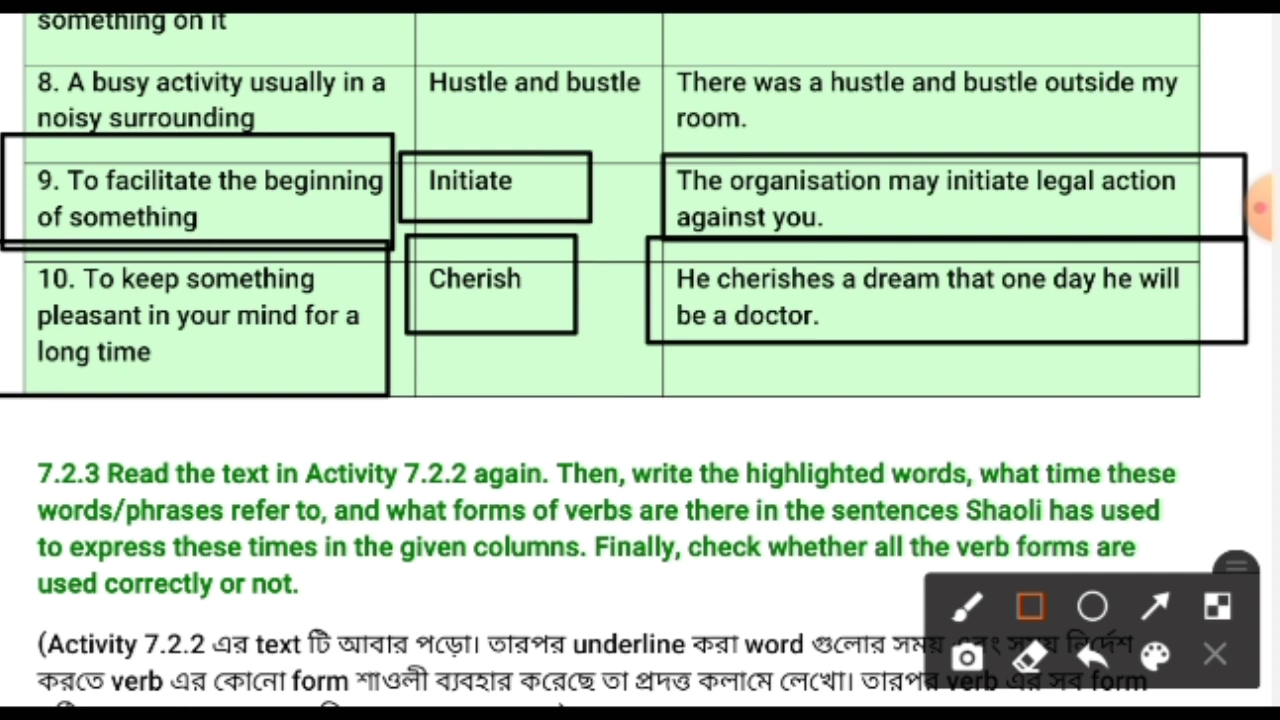 something on it
8. A busy activity usually in a
noisy surrounding
Hustle and bustle
There was a hustle and bustle outside my
room.
9. To facilitate the beginning
of something
Initiate
The organisation may initiate legal action
against you.
10. To keep something
pleasant in your mind for a
long time
Cherish
He cherishes a dream that one day he will
be a doctor.
7.2.3 Read the text in Activity 7.2.2 again. Then, write the highlighted words, what time these
words/phrases refer to, and what forms of verbs are there in the sentences Shaoli has used
to express these times in the given columns. Finally, check whether all the verb forms are
used correctly or not.
(Activity 7.2.2 এর text টি আবার পড়ো। তারপর underline করা word গুলোর সময় এবং সময় নির্দেশ
করতে verb এর কোনো form শাওলী ব্যবহার করেছে তা প্রদত্ত কলামে লেখো। তারপর verb এর সব form